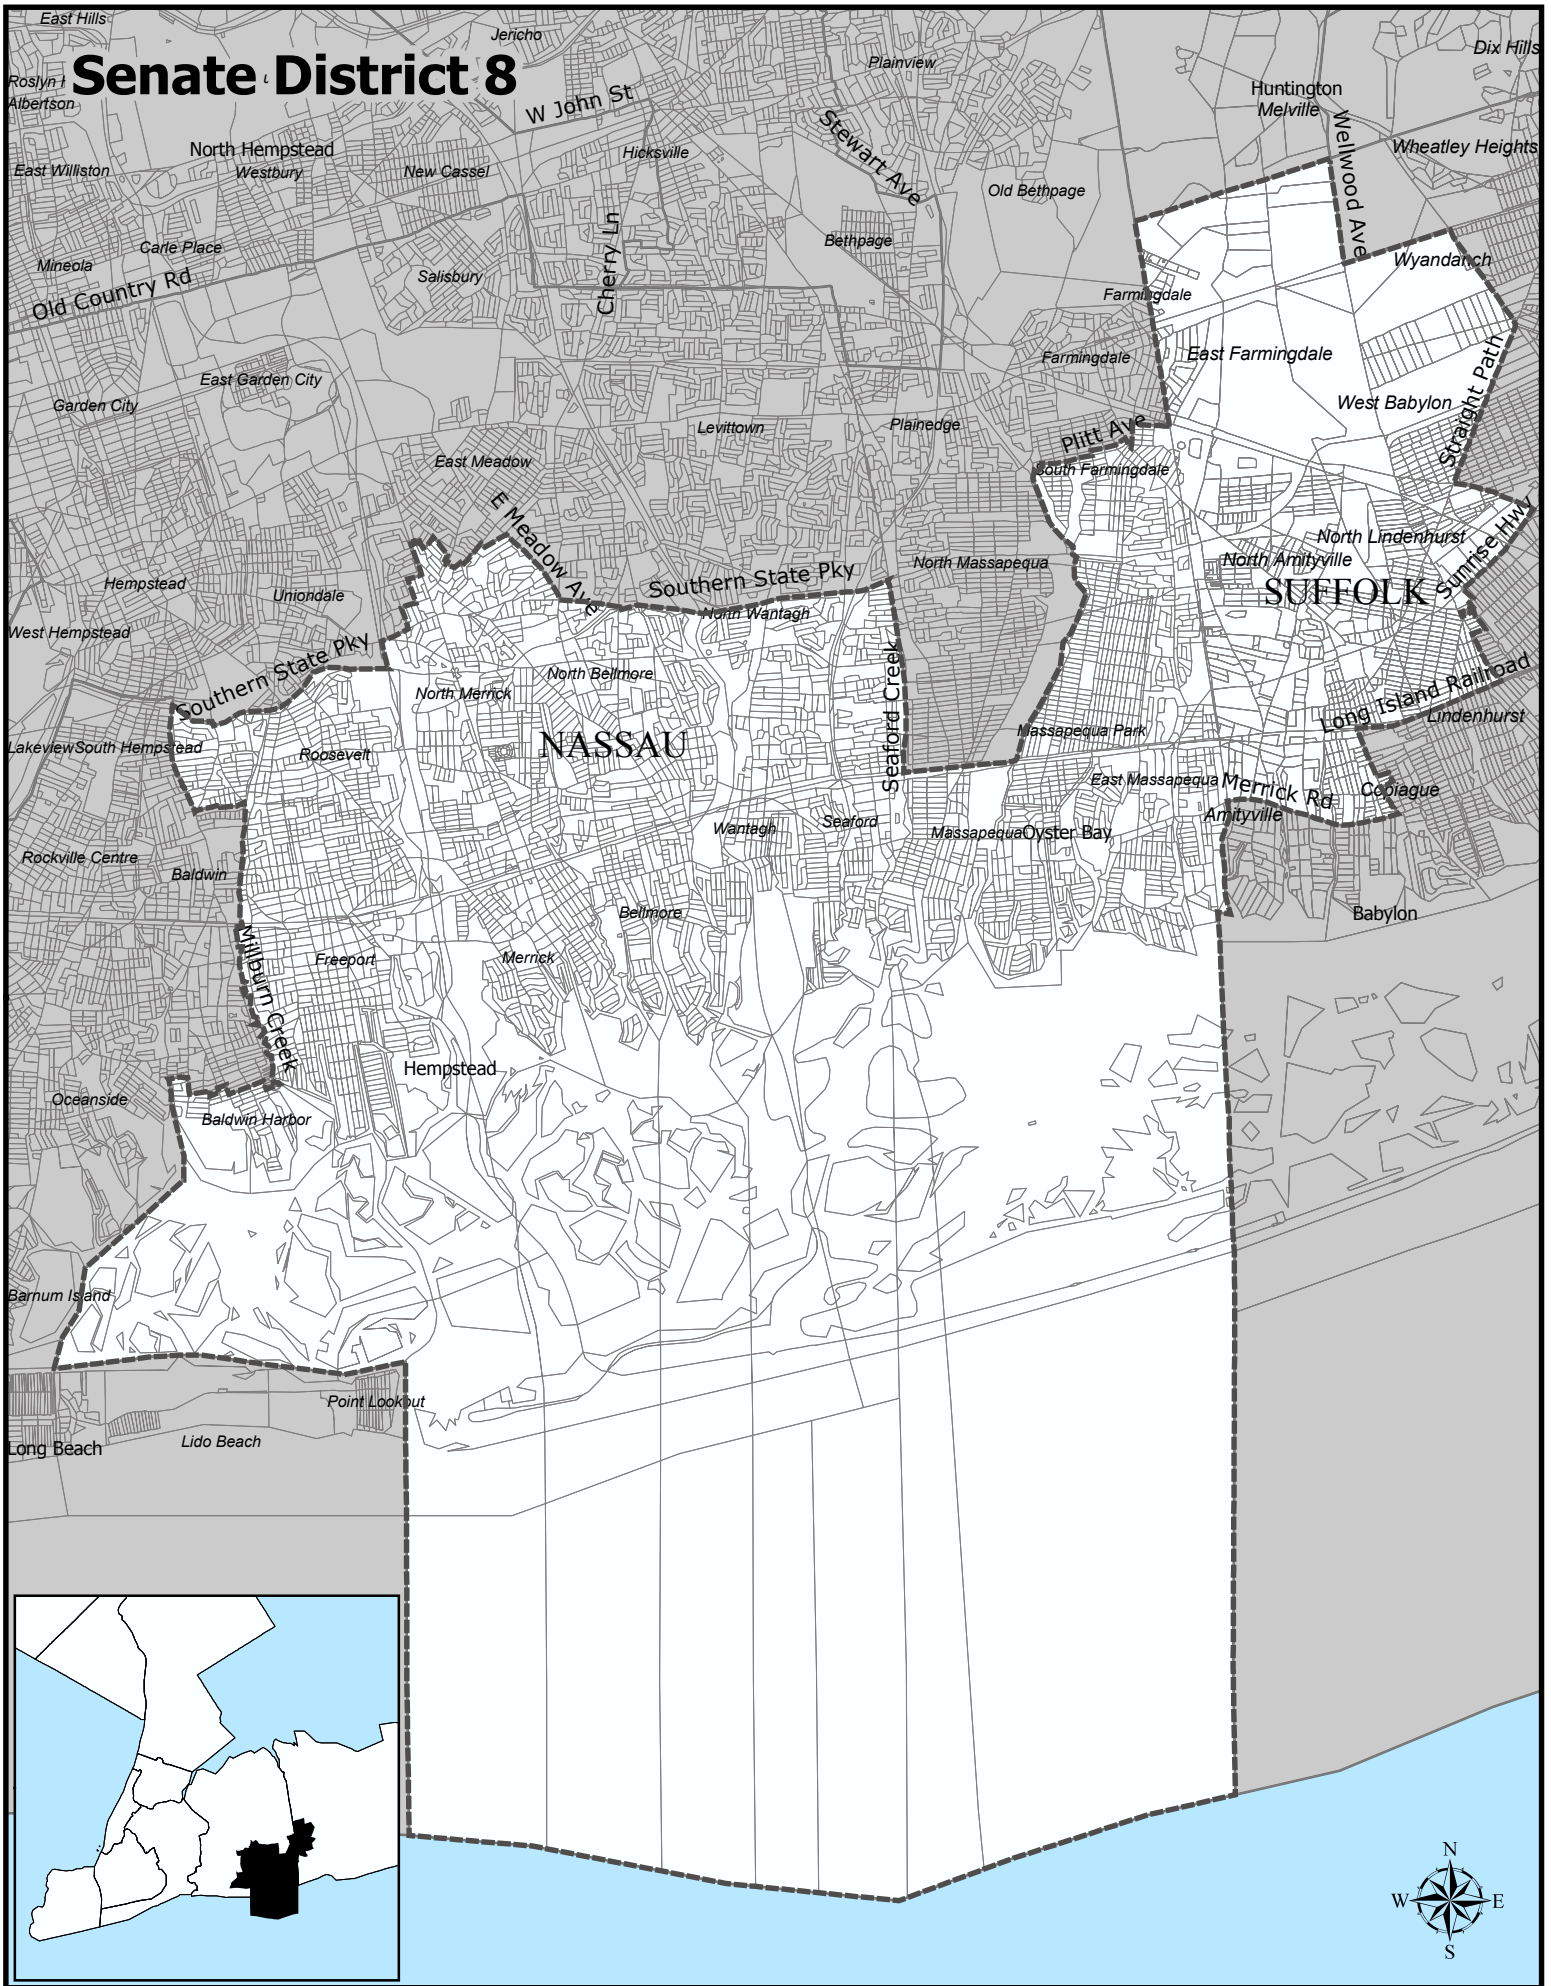 East Hills
Jericho
Dix Hills
Plainview
Senate District 8
Roslyn
Albertson
Huntington
Melville
W John St
Stewart Ave
Wellwood Ave
Wheatley Heights
North Hempstead
Westbury
East Williston
New Cassel
Hicksville
Old Bethpage
Carle Place
Bethpage
Mineola
Salisbury
Cherry Ln
Wyandanch
Old Country Rd
Farmingdale
East Farmingdale
Farmingdale
East Garden City
Garden City
West Babylon
Straight Path
Levittown
Plainedge
Plitt Ave
East Meadow
South Farmingdale
E Meadow Ave
Sunrise Hwy
North Lindenhurst
North Massapequa
North Amityville
Southern State Pky
SUFFOLK
Hempstead
Uniondale
North Wantagh
West Hempstead
Southern State Pky
North Bellmore
North Merrick
Seaford Creek
Long Island Railroad
Lindenhurst
Massapequa Park
Lakeview
South Hempstead
Roosevelt
NASSAU
East Massapequa
Merrick Rd
Copiague
Amityville
Wantagh
Seaford
Massapequa
Oyster Bay
Rockville Centre
Baldwin
Bellmore
Babylon
Millburn Creek
Freeport
Merrick
Hempstead
Oceanside
Baldwin Harbor
Barnum Island
Point Lookout
Lido Beach
Long Beach
N
W
E
S